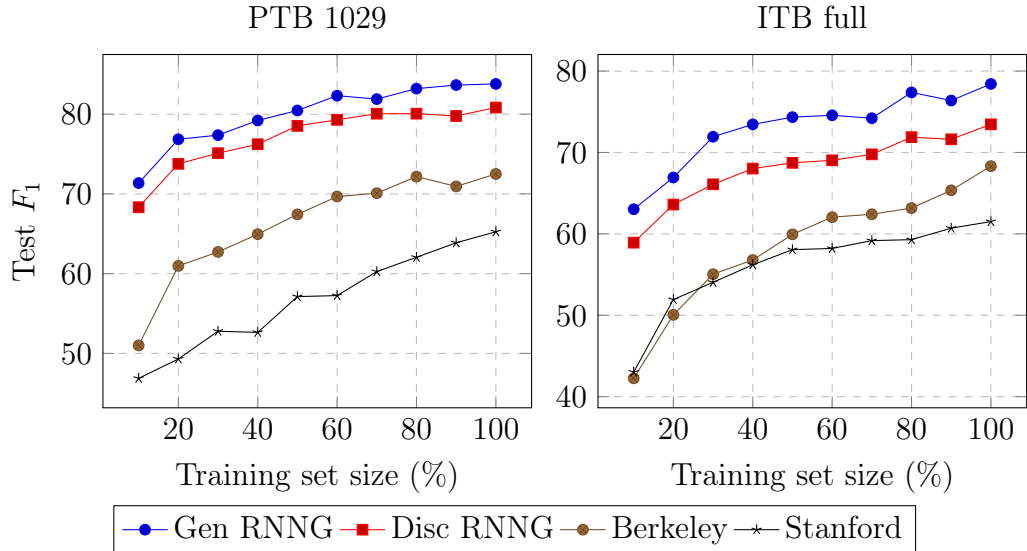 PTB 1029
ITB full
Test F1
80
70
60
50
20 40 60 80 100
Training set size (%)
80
70
60
50
40
20 40 60 80 100
Training set size (%)
Gen RNNG Disc RNNG Berkeley Stanford